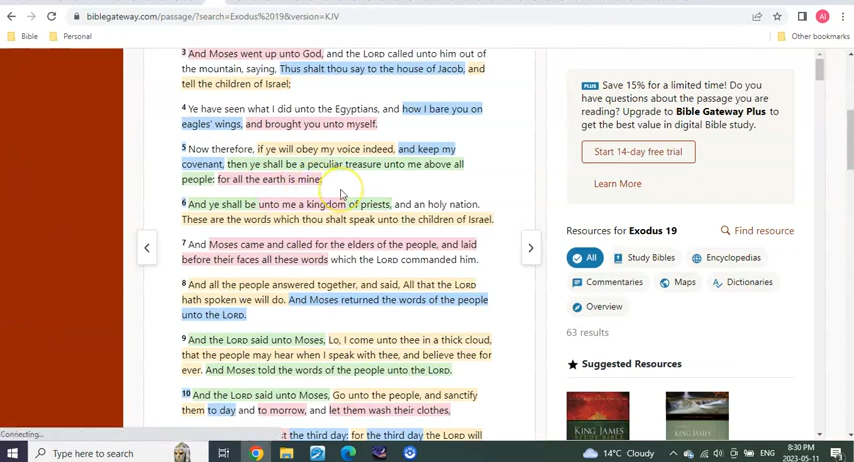 biblegateway.com/passage/?search=Exodus%2019&version=KJV
AI
Bible
Personal
Other bookmarks
3 And Moses went up unto God, and the LORD called unto him out of
the mountain, saying, Thus shalt thou say to the house of Jacob, and
tell the children of Israel;
4 Ye have seen what I did unto the Egyptians, and how I bare you on
eagles' wings, and brought you unto myself.
5 Now therefore, if ye will obey my voice indeed, and keep my
covenant, then ye shall be a peculiar treasure unto me above all
people: for all the earth is mine:
6 And ye shall be unto me a kingdom of priests, and an holy nation.
These are the words which thou shalt speak unto the children of Israel.
7 And Moses came and called for the elders of the people, and laid
before their faces all these words which the LORD commanded him.
8 And all the people answered together, and said, All that the LORD
hath spoken we will do. And Moses returned the words of the people
unto the LORD.
9 And the LORD said unto Moses, Lo, I come unto thee in a thick cloud,
that the people may hear when I speak with thee, and believe thee for
ever. And Moses told the words of the people unto the LORD.
10 And the LORD said unto Moses, Go unto the people, and sanctify
them to day and to morrow, and let them wash their clothes,
st the third day: for the third day the LORD will
PLUS Save 15% for a limited time! Do you
have questions about the passage you are
reading? Upgrade to Bible Gateway Plus to
get the best value in digital Bible study.
Start 14-day free trial
Learn More
Resources for Exodus 19
Find resource
All
Study Bibles
Encyclopedias
Commentaries
Maps
Dictionaries
Overview
63 results
Suggested Resources
KING JAMES
KING JAMES
Connecting...
Type here to search
14°C Cloudy
ENG
8:30 PM
2023-05-11
3